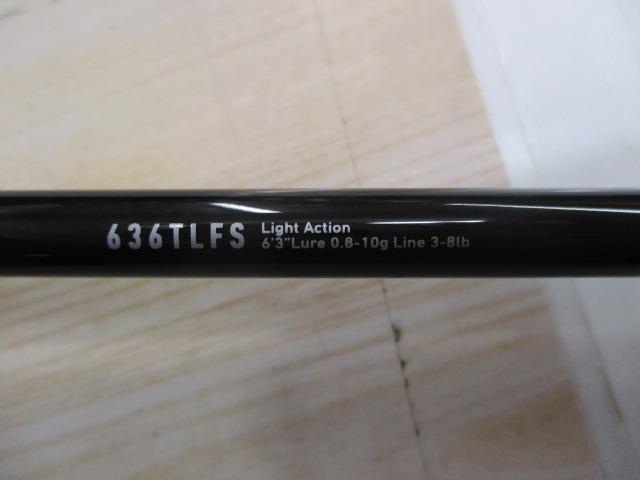 636TLFS
Light Action
6'3"Lure 0.8-10g Line 3-8lb